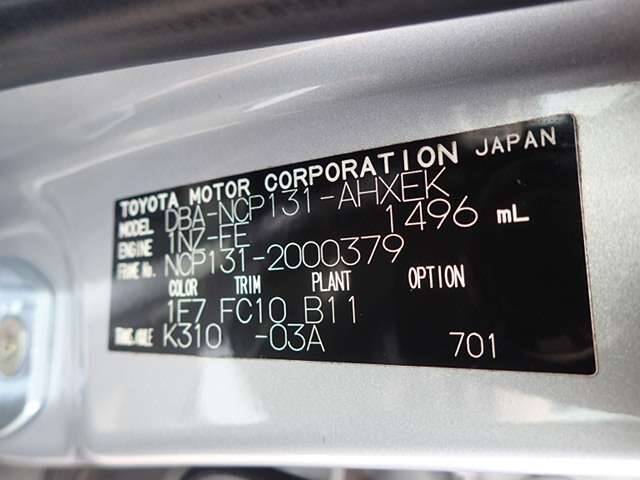 TOYOTA MOTOR CORPORATION JAPAN
MODEL DBA-NCP131-AHXEK
ENGINE 1NZ-FE 1496 mL
FRAME No. NCP131-2000379
COLOR TRIM PLANT OPTION
1F7 FC10 B11
TRANS./AXLE K310 -03A 701